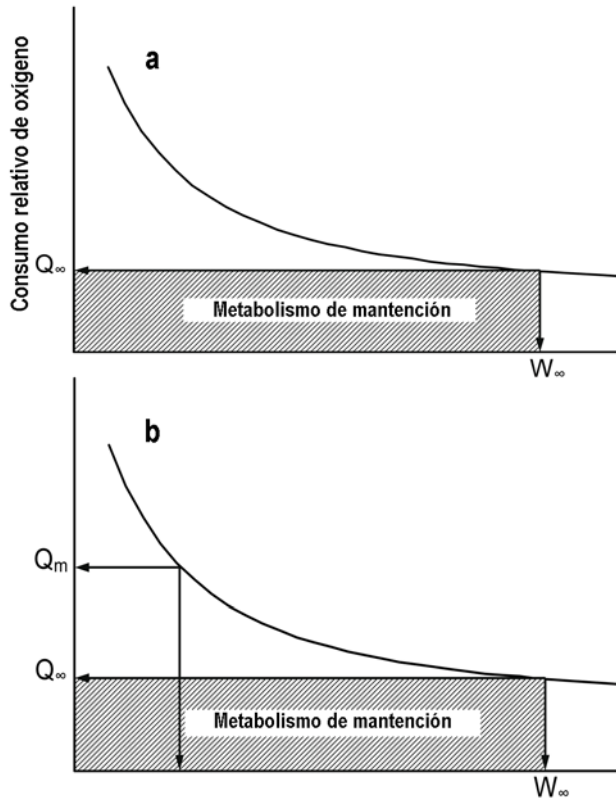 a
Consumo relativo de oxígeno
Q∞
Metabolismo de mantención
W∞
b
Qm
Q∞
Metabolismo de mantención
W∞